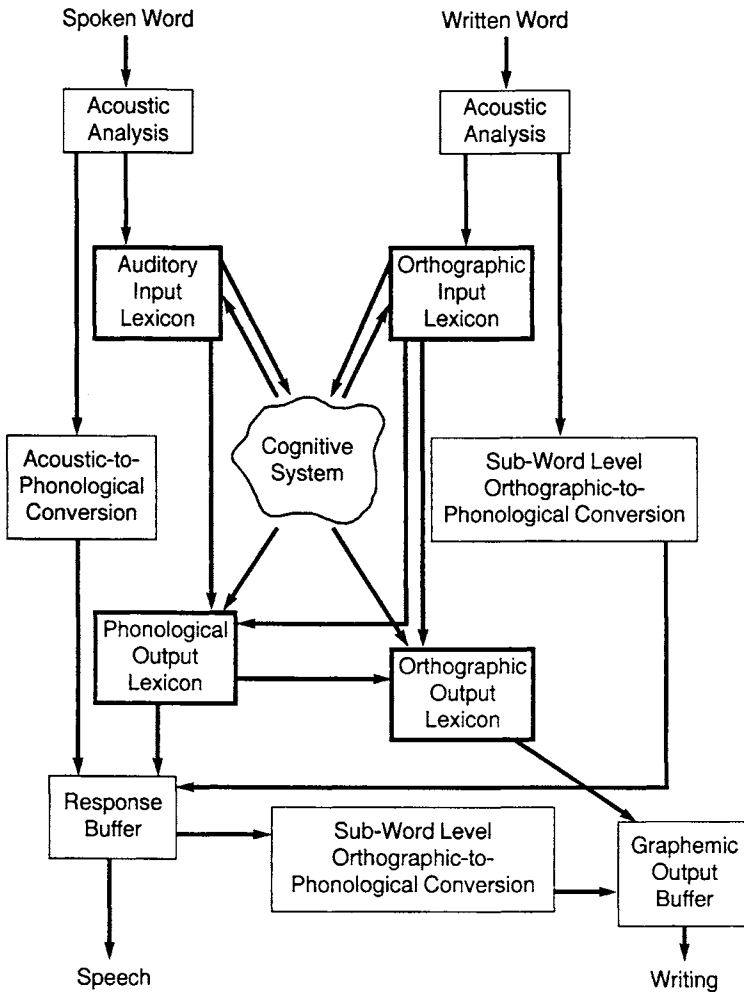 Spoken Word
Written Word
Acoustic
Analysis
Acoustic
Analysis
Auditory
Input
Lexicon
Orthographic
Input
Lexicon
Cognitive
System
Acoustic-to-
Phonological
Conversion
Sub-Word Level
Orthographic-to-
Phonological Conversion
Phonological
Output
Lexicon
Orthographic
Output
Lexicon
Response
Buffer
Sub-Word Level
Orthographic-to-
Phonological Conversion
Graphemic
Output
Buffer
Speech
Writing